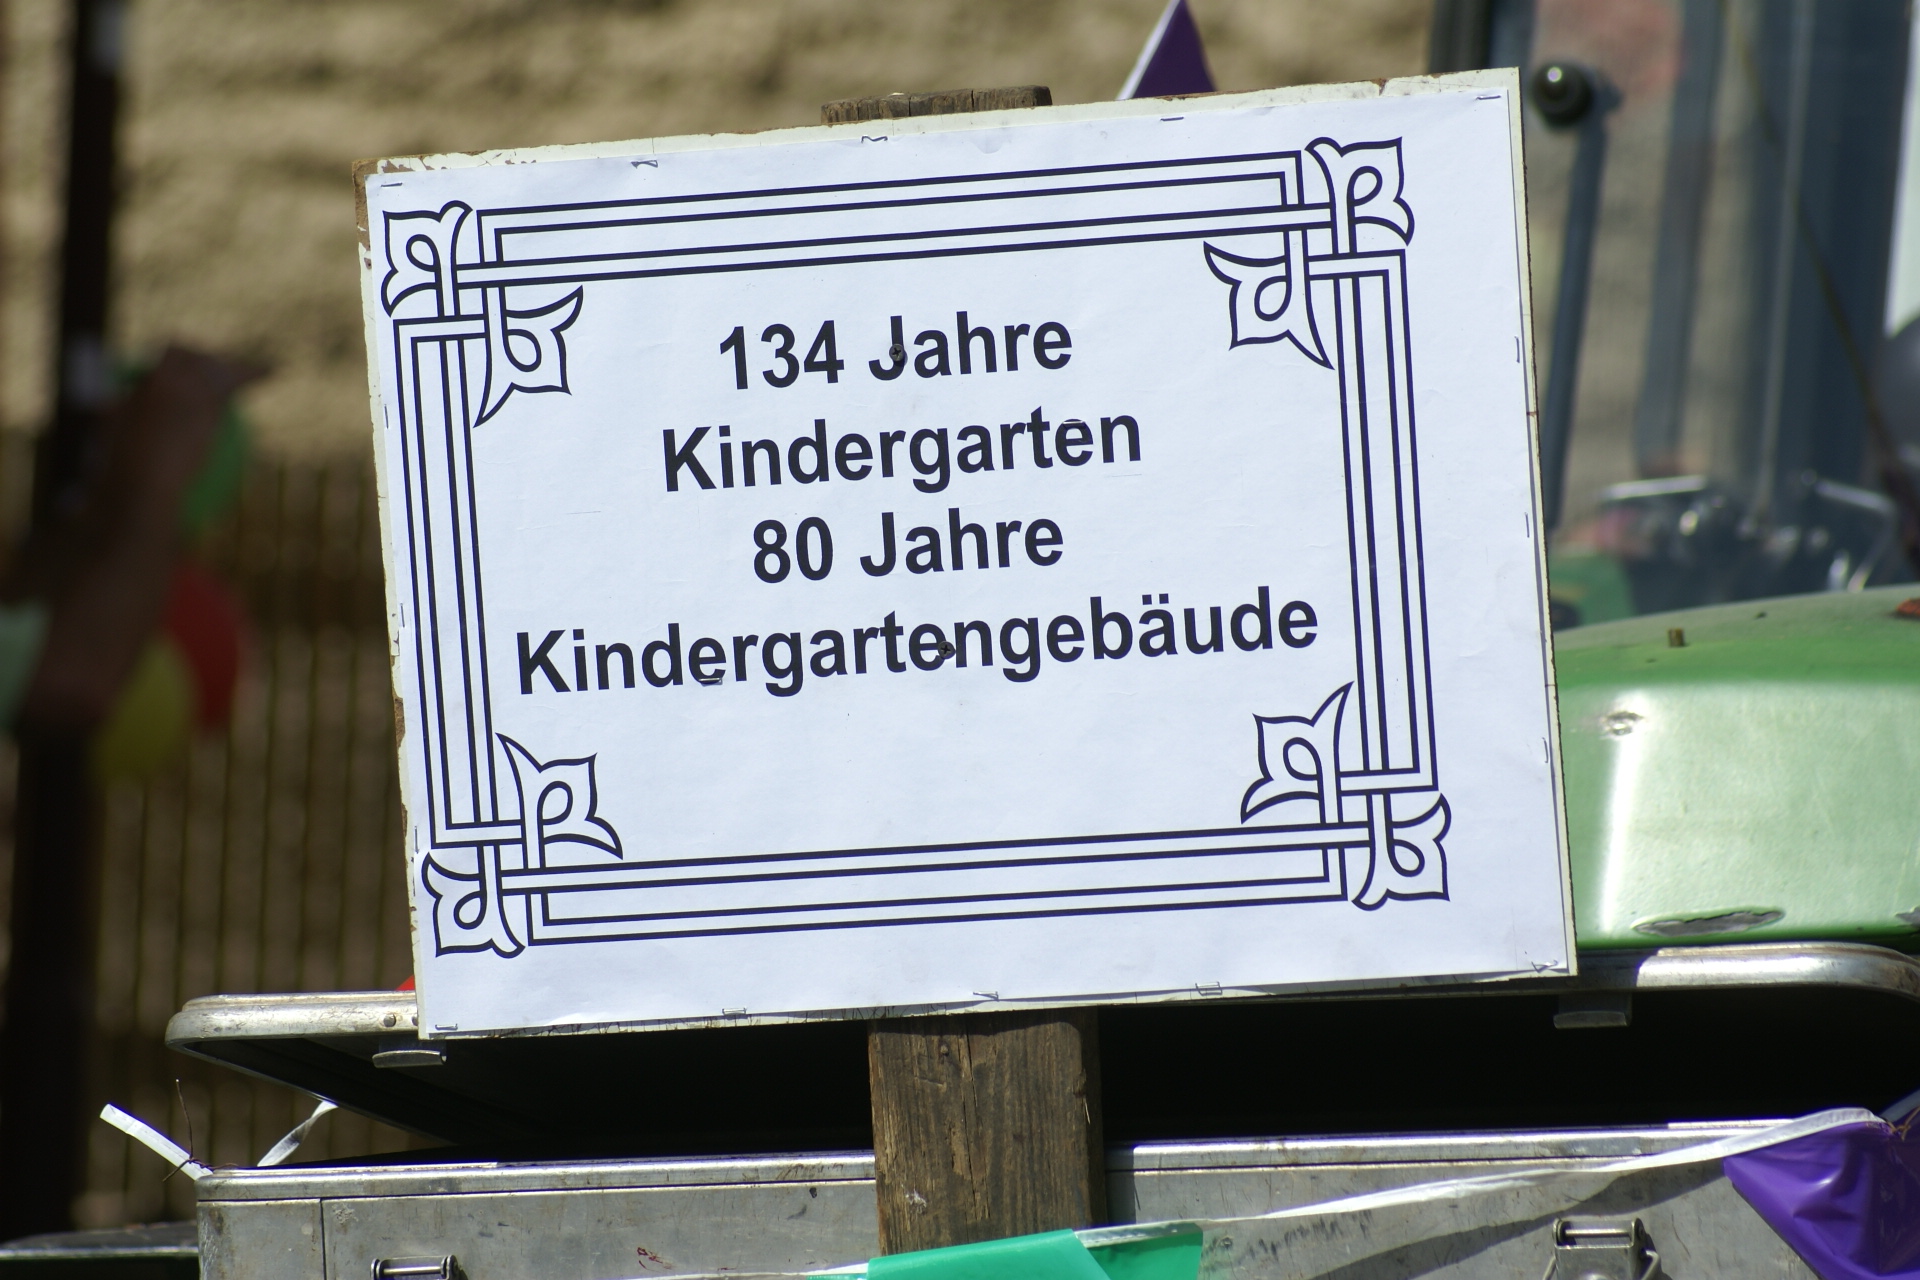 134 Jahre
Kindergarten
80 Jahre
Kindergartengebäude